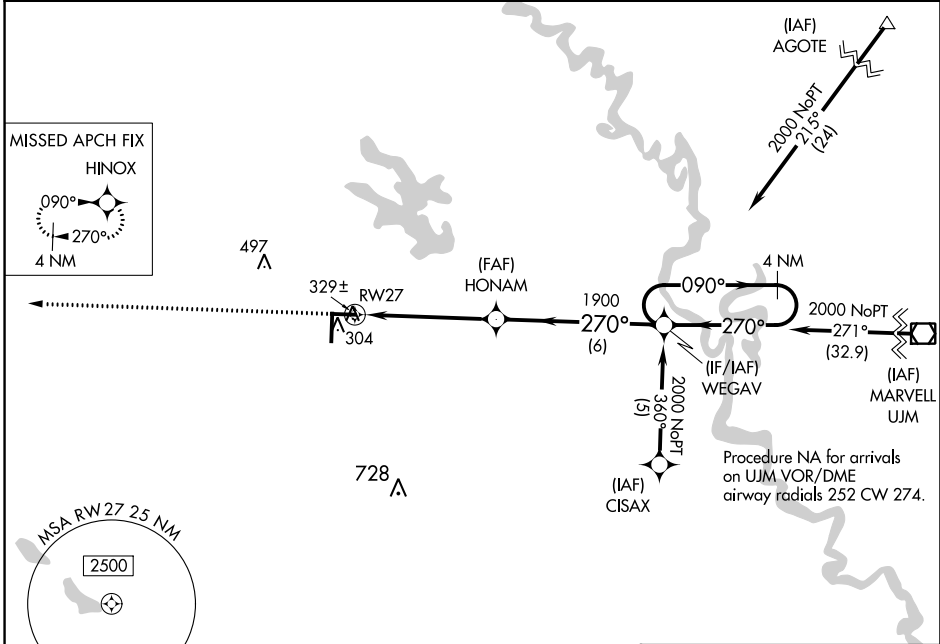 (IAF)
AGOTE
2000 NoPT
215°
(24)
MISSED APCH FIX
HINOX
090°
270°
4 NM
497
329±
RW27
304
(FAF)
HONAM
1900
270°
(6)
4 NM
090°
270°
2000 NoPT
271°
(32.9)
(IF/IAF)
WEGAV
(IAF)
MARVELL
UJM
2000 NoPT
360°
(5)
(IAF)
CISAX
Procedure NA for arrivals
on UJM VOR/DME
airway radials 252 CW 274.
728
MSA RW27 25 NM
2500